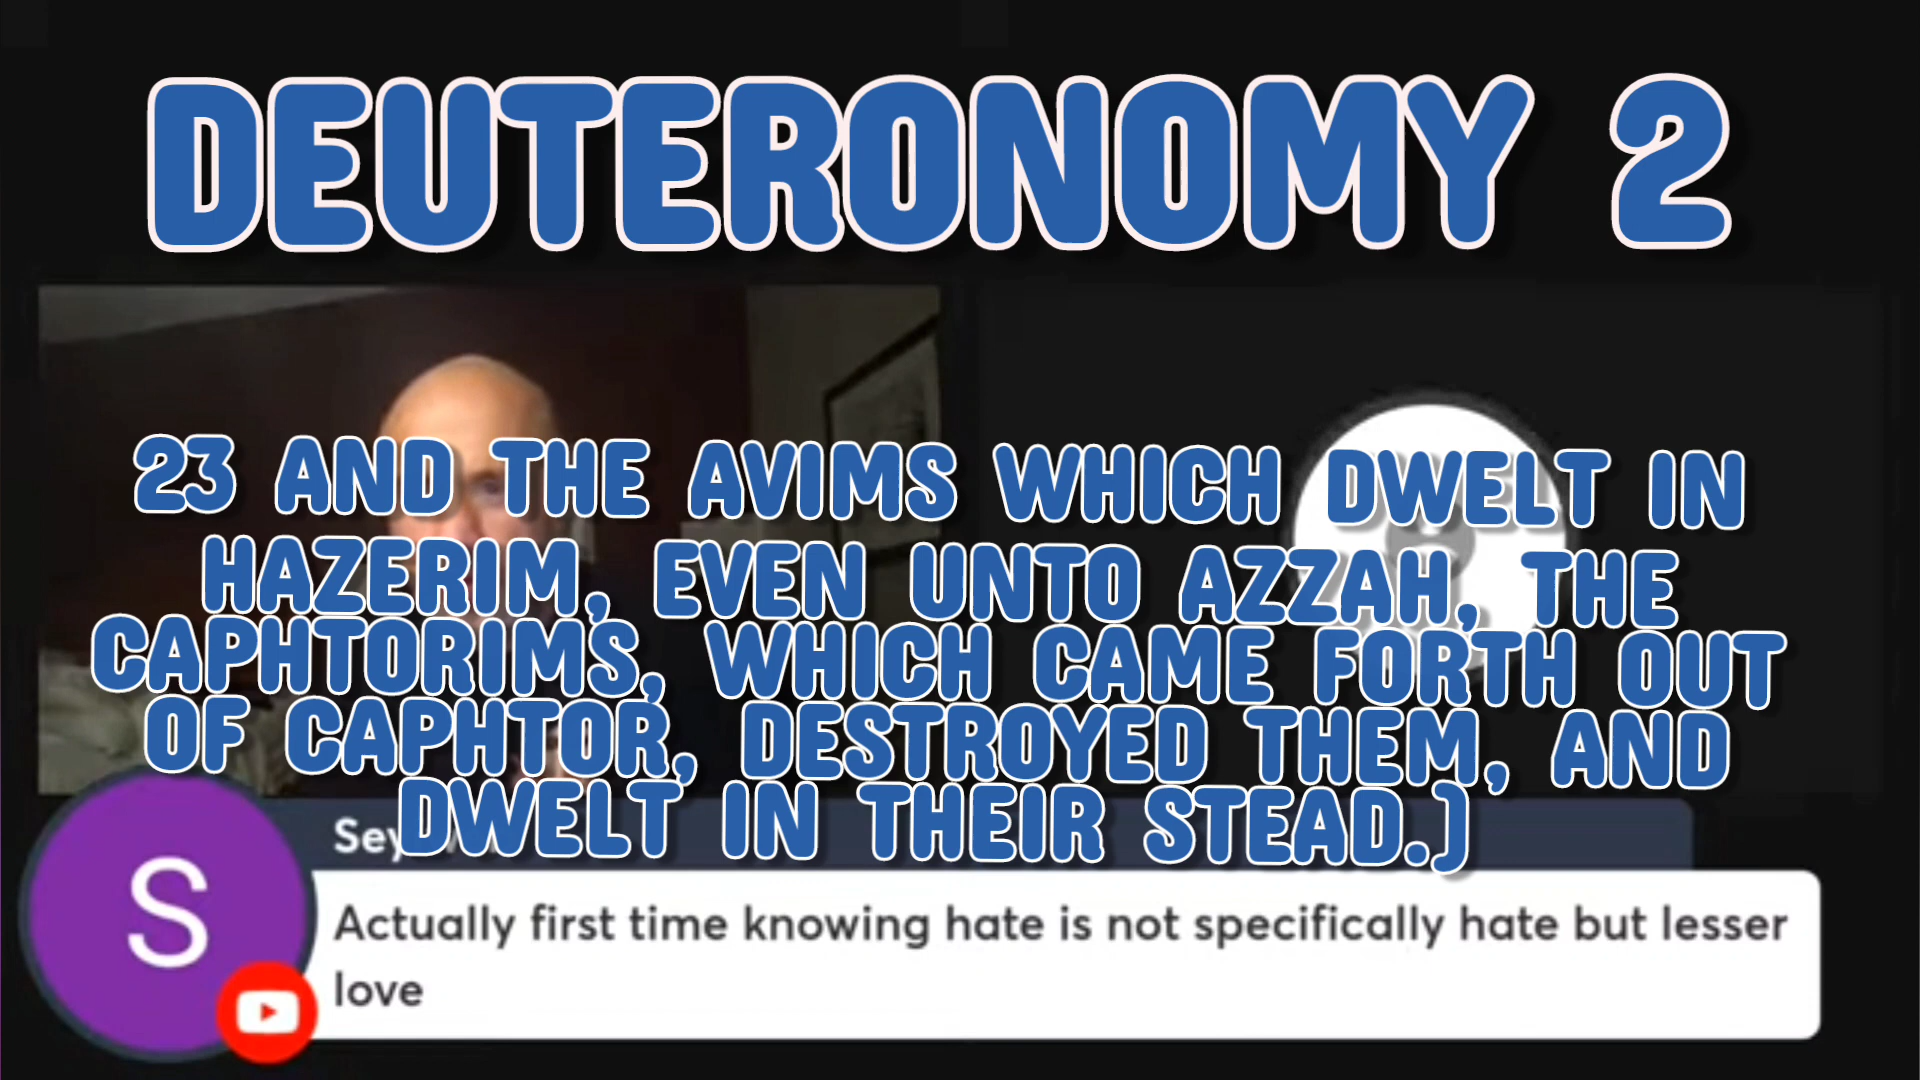 DEUTERONOMY 2
23 AND THE AVIMS WHICH DWELT IN
HAZERIM, EVEN UNTO AZZAH, THE
CAPHTORIMS, WHICH CAME FORTH OUT
OF CAPHTOR, DESTROYED THEM, AND
DWELT IN THEIR STEAD.)
S
Actually first time knowing hate is not specifically hate but lesser
love